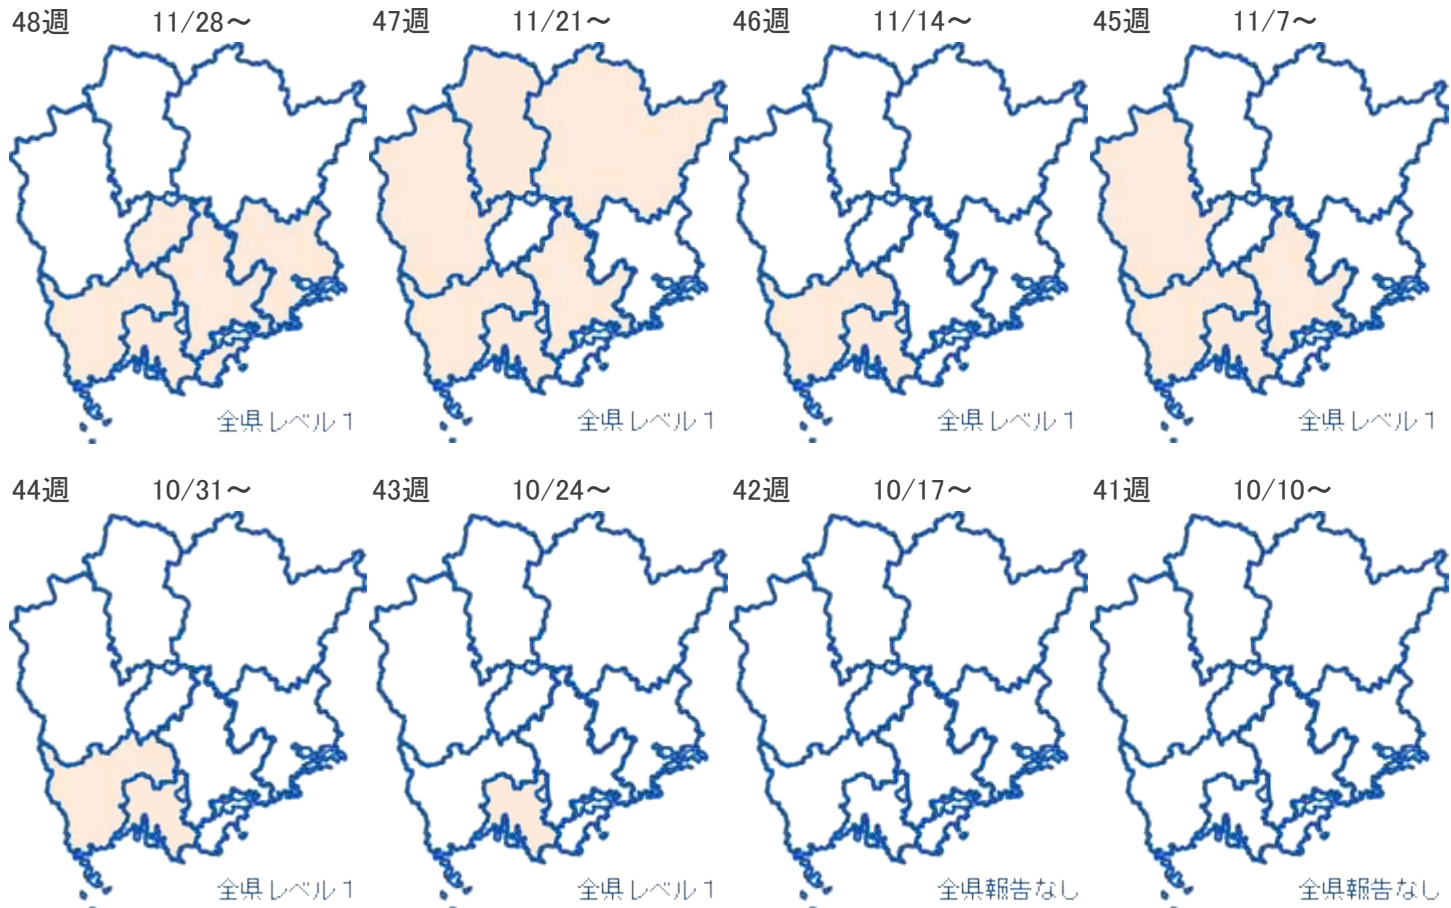 48週 11/28～ 47週 11/21～ 46週 11/14～ 45週 11/7～
全県レベル1 全県レベル1 全県レベル1 全県レベル1
44週 10/31～ 43週 10/24～ 42週 10/17～ 41週 10/10～
全県レベル1 全県レベル1 全県報告なし 全県報告なし